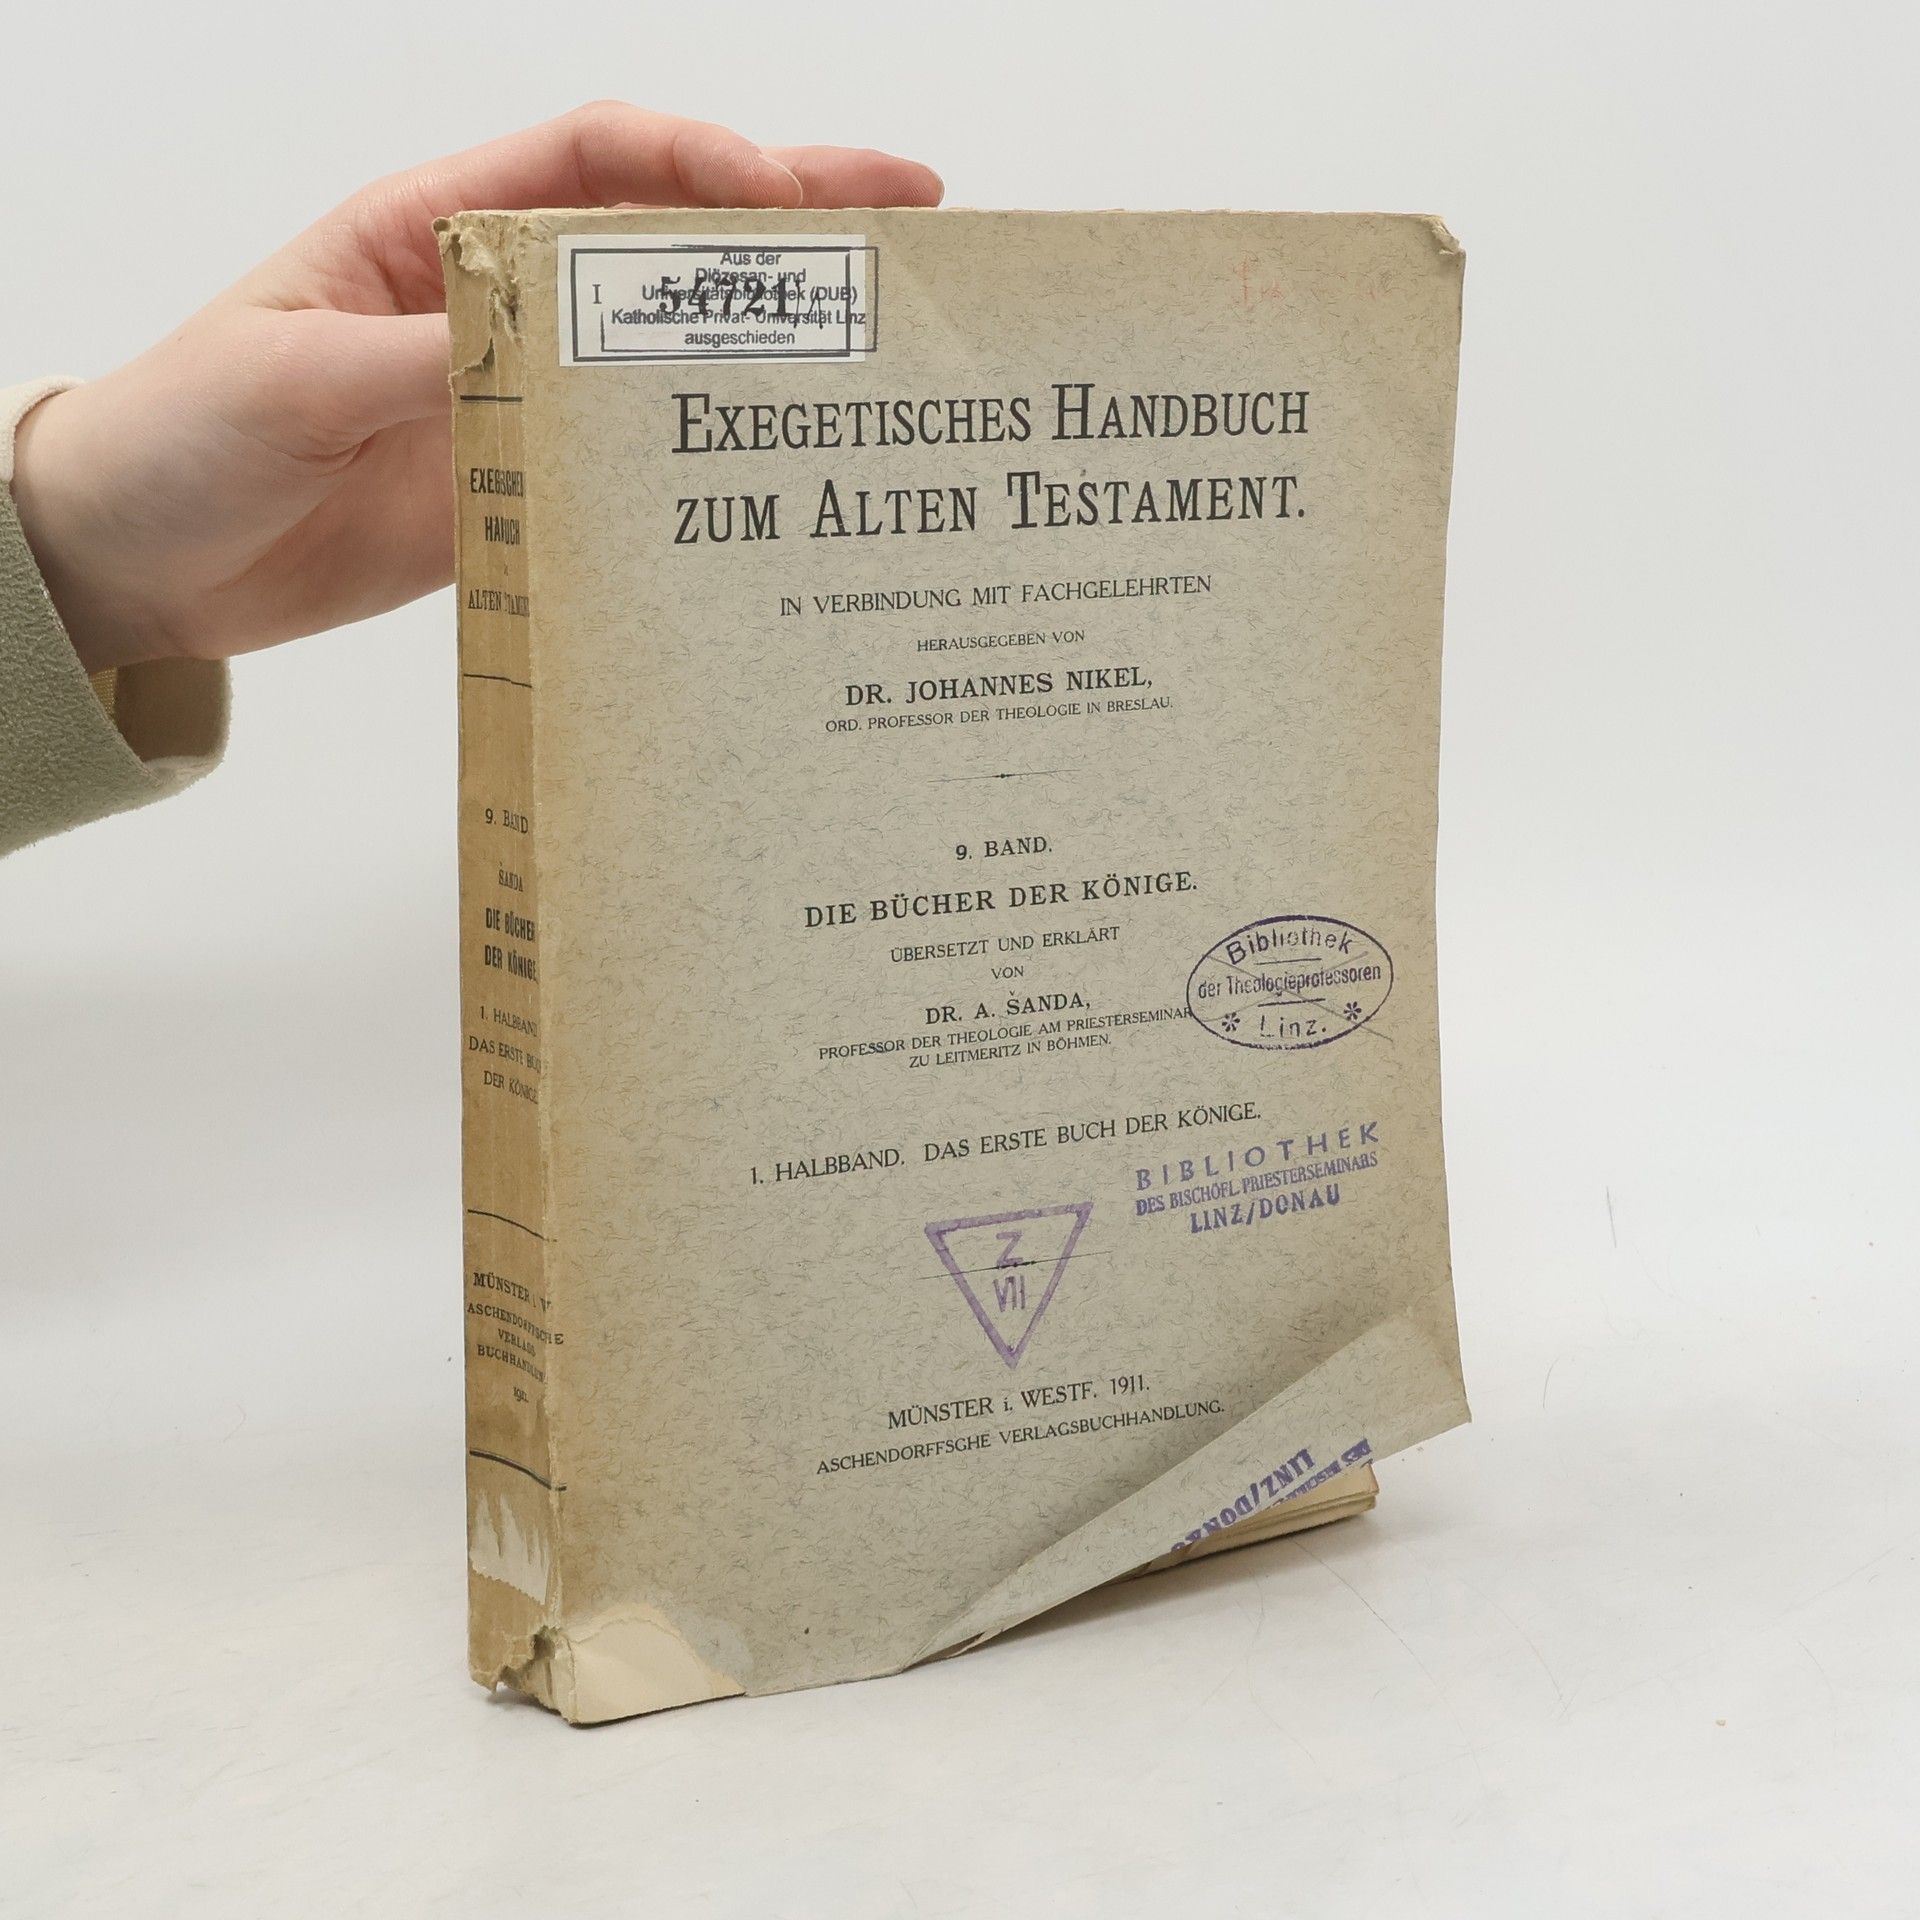 Aus der
Diözesan- und
Universitätsbibliothek (DUB)
Katholische Privat- Universität Linz
ausgeschieden
I 54721
EXEGETISCHES HANDBUCH
ZUM ALTEN TESTAMENT.
IN VERBINDUNG MIT FACHGELEHRTEN
HERAUSGEGEBEN VON
DR. JOHANNES NIKEL,
ORD. PROFESSOR DER THEOLOGIE IN BRESLAU.
9. BAND.
DIE BÜCHER DER KÖNIGE.
ÜBERSETZT UND ERKLÄRT
VON
DR. A. ŠANDA,
PROFESSOR DER THEOLOGIE AM PRIESTERSEMINAR
ZU LEITMERITZ IN BÖHMEN.
Bibliothek
der Theologieprofessoren
* Linz. *
1. HALBBAND. DAS ERSTE BUCH DER KÖNIGE.
BIBLIOTHEK
DES BISCHÖFL. PRIESTERSEMINARS
LINZ/DONAU
Z
VII
MÜNSTER i. WESTF. 1911.
ASCHENDORFFSCHE VERLAGSBUCHHANDLUNG.
LINZ/DONAU
ALTEN
9. BAND
ŠANDA
DIE BÜCHER
DER KÖNIGE
1. HALBBAND
DAS ERSTE BUCH
DER KÖNIGE
MÜNSTER i. W
ASCHENDORFFSCHE
VERLAGS
BUCHHANDLUNG
1911.